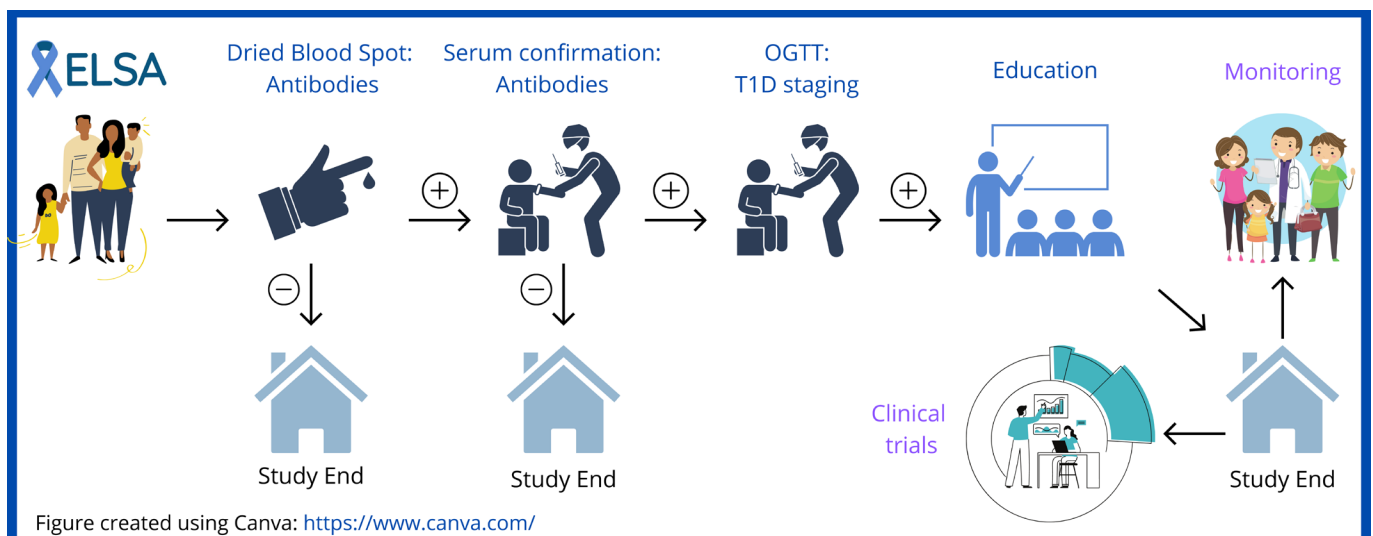 ELSA
Dried Blood Spot:
Antibodies
Serum confirmation:
Antibodies
OGTT:
T1D staging
Education
Monitoring
+
+
+
−
−
Clinical
trials
Study End
Study End
Study End
Figure created using Canva: https://www.canva.com/